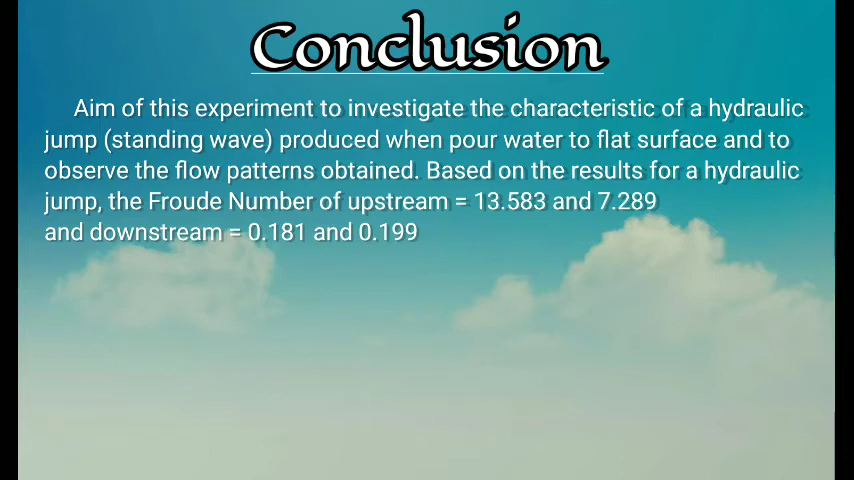 Conclusion
Aim of this experiment to investigate the characteristic of a hydraulic
jump (standing wave) produced when pour water to flat surface and to
observe the flow patterns obtained. Based on the results for a hydraulic
jump, the Froude Number of upstream = 13.583 and 7.289
and downstream = 0.181 and 0.199